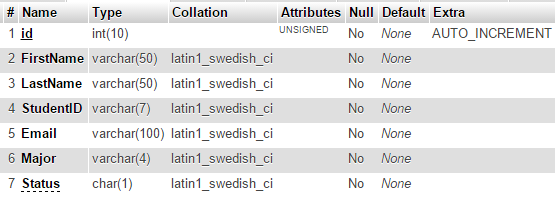 # Name Type Collation Attributes Null Default Extra
1 id int(10) UNSIGNED No None AUTO_INCREMENT
2 FirstName varchar(50) latin1_swedish_ci No None
3 LastName varchar(50) latin1_swedish_ci No None
4 StudentID varchar(7) latin1_swedish_ci No None
5 Email varchar(100) latin1_swedish_ci No None
6 Major varchar(4) latin1_swedish_ci No None
7 Status char(1) latin1_swedish_ci No None